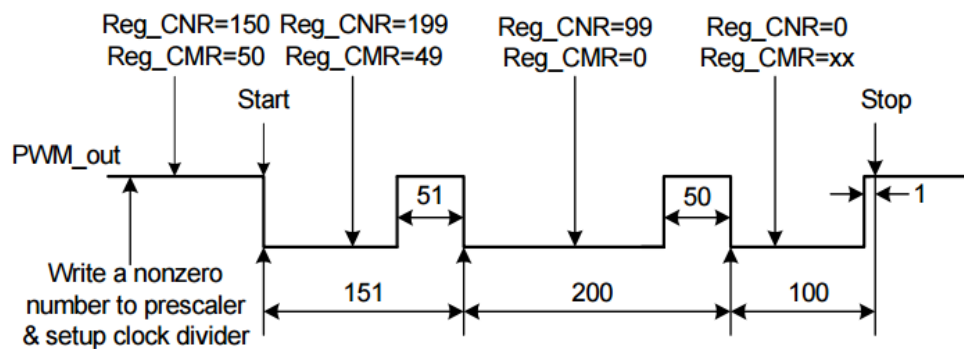 Reg_CNR=150 Reg_CNR=199 Reg_CNR=99 Reg_CNR=0
Reg_CMR=50 Reg_CMR=49 Reg_CMR=0 Reg_CMR=xx
Start Stop
PWM_out
51 50 1
Write a nonzero
number to prescaler
& setup clock divider
151 200 100